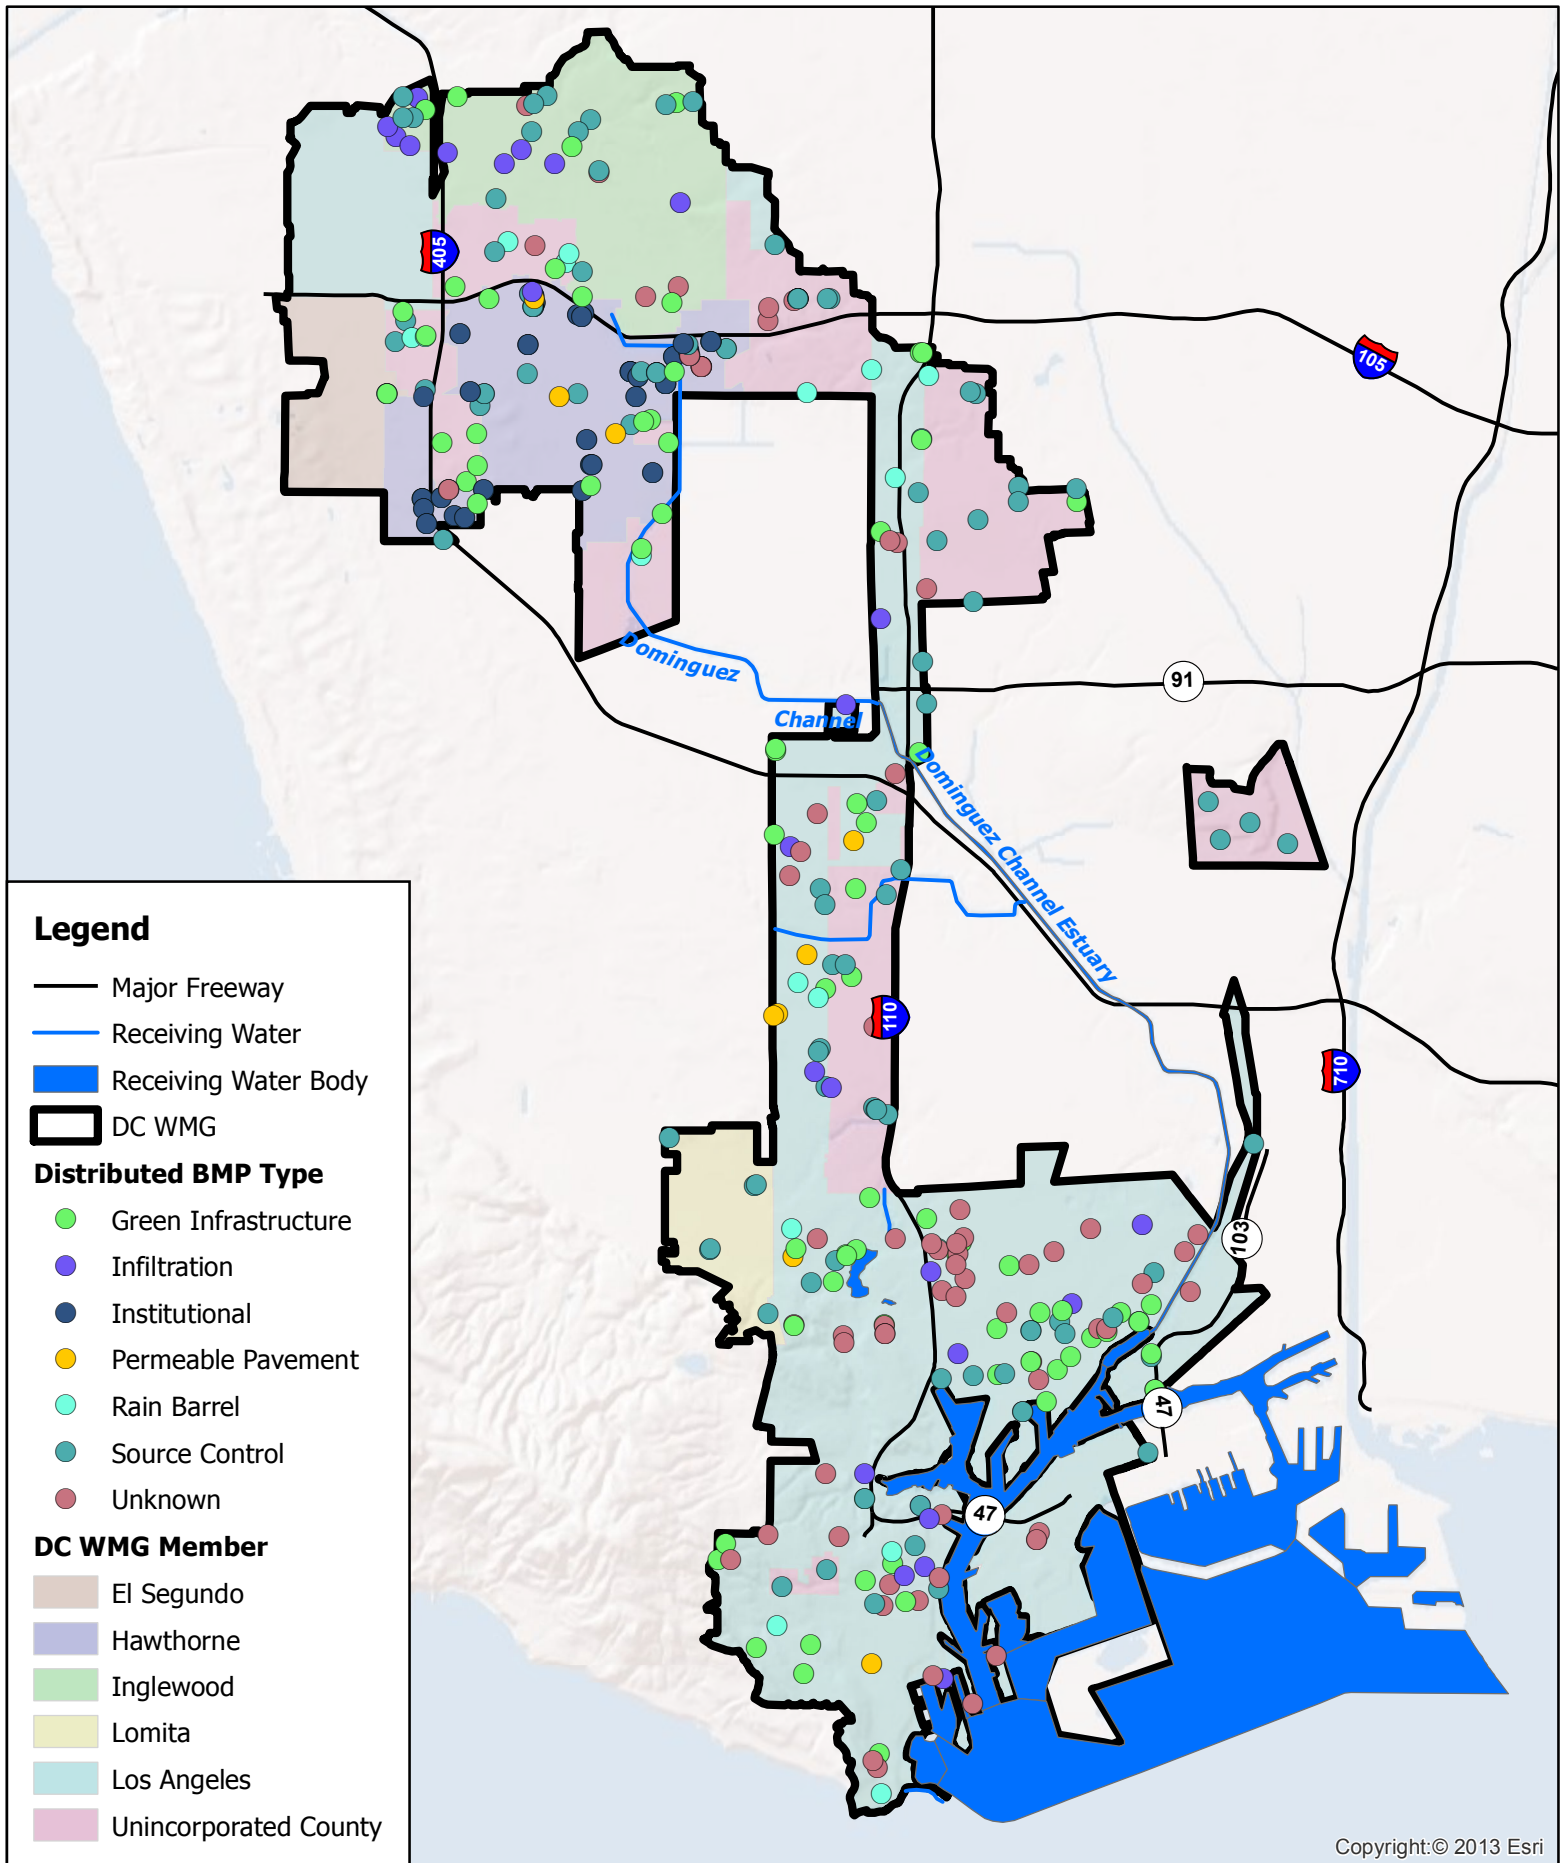 405
105
Dominguez
Channel
91
Dominguez Channel Estuary
110
710
103
47
47
Legend
Major Freeway
Receiving Water
Receiving Water Body
DC WMG
Distributed BMP Type
Green Infrastructure
Infiltration
Institutional
Permeable Pavement
Rain Barrel
Source Control
Unknown
DC WMG Member
El Segundo
Hawthorne
Inglewood
Lomita
Los Angeles
Unincorporated County
Copyright:© 2013 Esri